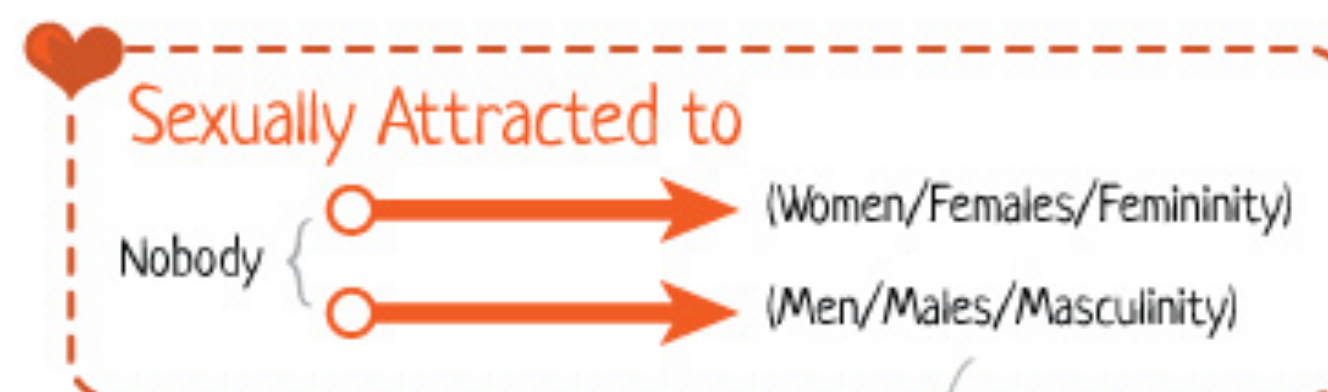 Sexually Attracted to
(Women/Females/Femininity)
Nobody
(Men/Males/Masculinity)